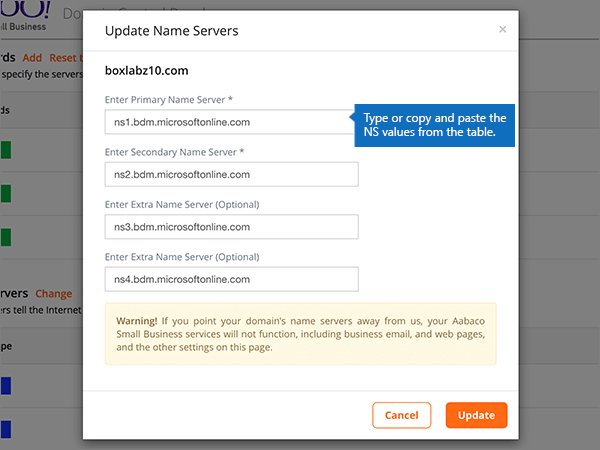 OO!
Small Business
Update Name Servers
×
boxlabz10.com
rds Add Reset t
specify the servers
ds
Enter Primary Name Server *
ns1.bdm.microsoftonline.com
Type or copy and paste the
NS values from the table.
Enter Secondary Name Server *
ns2.bdm.microsoftonline.com
Enter Extra Name Server (Optional)
ns3.bdm.microsoftonline.com
Enter Extra Name Server (Optional)
ns4.bdm.microsoftonline.com
rvers Change
ers tell the Internet
pe
Warning! If you point your domain's name servers away from us, your Aabaco
Small Business services will not function, including business email, and web pages,
and the other settings on this page.
Cancel
Update